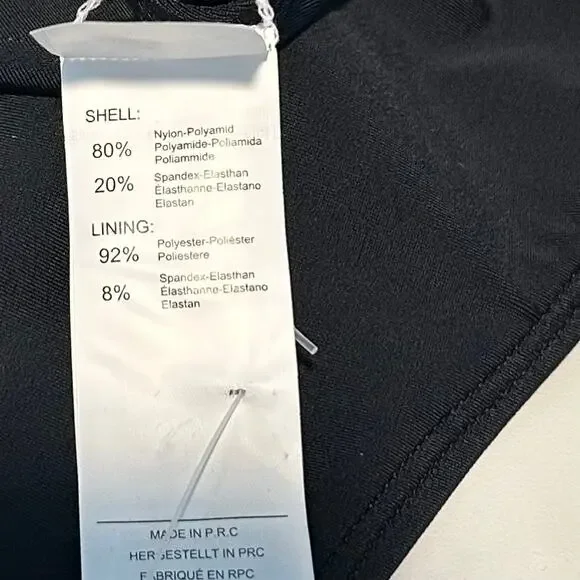 SHELL:
80% Nylon-Polyamid
Polyamide-Poliamida
Poliammide
20% Spandex-Elasthan
Élasthanne-Elastano
Elastan
LINING:
92% Polyester-Poliéster
Poliestere
8% Spandex-Elasthan
Élasthanne-Elastano
Elastan
MADE IN P.R.C
HERGESTELLT IN PRC
FABRIQUÉ EN RPC